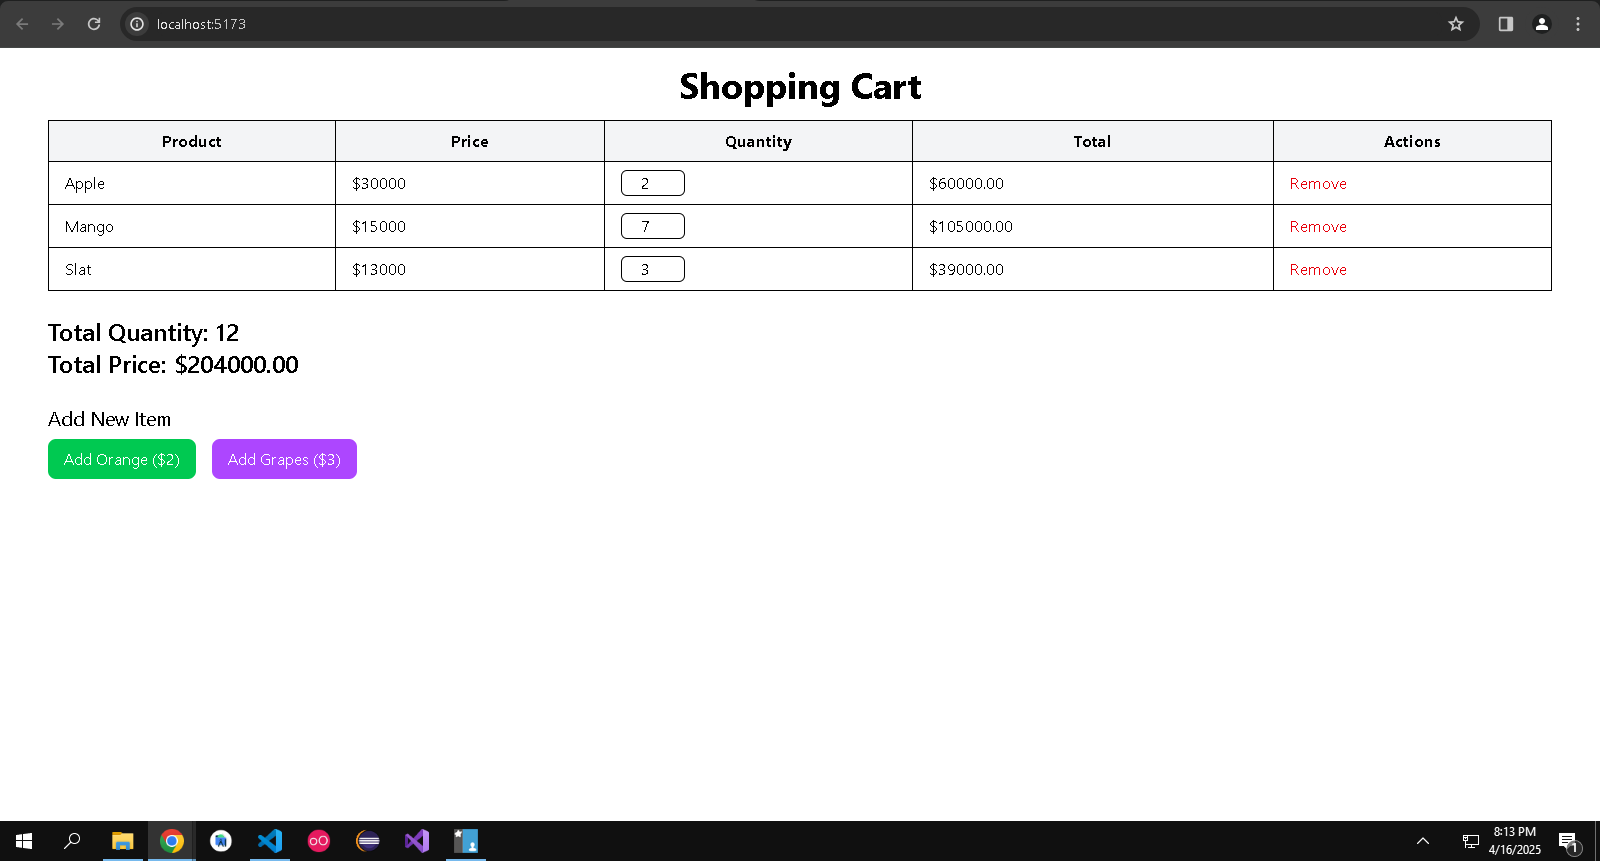 localhost:5173
Shopping Cart
Product Price Quantity Total Actions
Apple $30000 2 $60000.00 Remove
Mango $15000 7 $105000.00 Remove
Slat $13000 3 $39000.00 Remove
Total Quantity: 12
Total Price: $204000.00
Add New Item
Add Orange ($2) Add Grapes ($3)
8:13 PM
4/16/2025
1